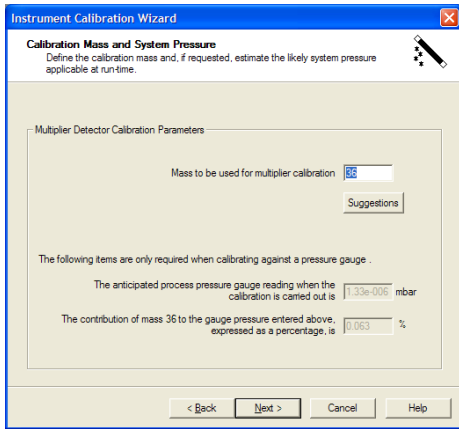 Instrument Calibration Wizard
Calibration Mass and System Pressure
Define the calibration mass and, if requested, estimate the likely system pressure
applicable at run-time.
Multiplier Detector Calibration Parameters
Mass to be used for multiplier calibration 36
Suggestions
The following items are only required when calibrating against a pressure gauge .
The anticipated process pressure gauge reading when the
calibration is carried out is 1.33e-006 mbar
The contribution of mass 36 to the gauge pressure entered above,
expressed as a percentage, is 0.063 %
< Back Next > Cancel Help